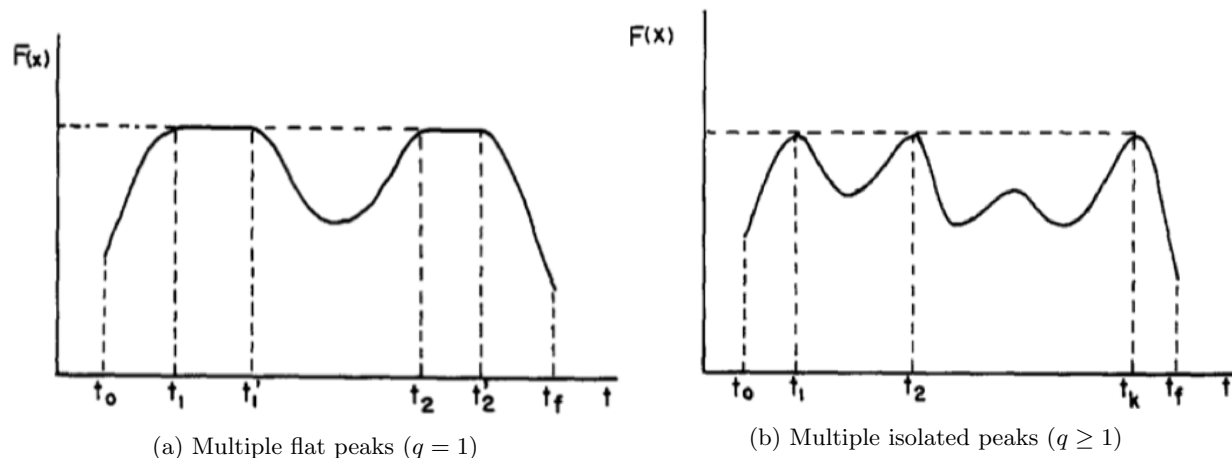 F(x)
t₀ t₁ t₁' t₂ t₂' t_f t
(a) Multiple flat peaks (q = 1)
F(x)
t₀ t₁ t₂ t_k t_f t
(b) Multiple isolated peaks (q ≥ 1)